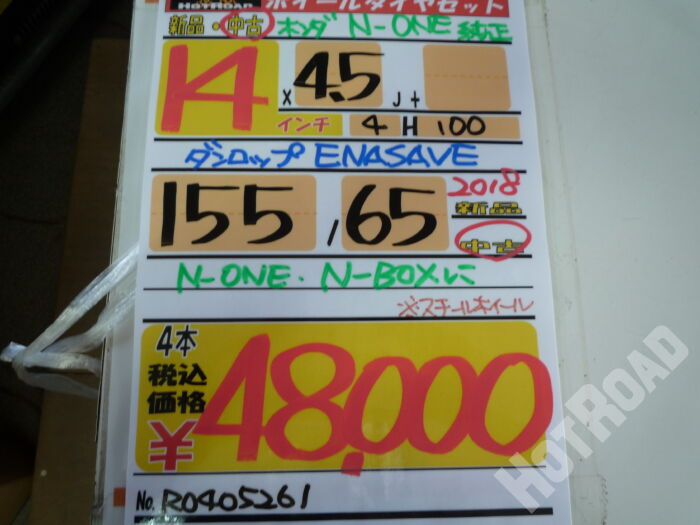 HOTROAD ホイールタイヤセット
新品・中古 ホンダ N-ONE 純正
14 × 4.5 J +
インチ 4 H 100
ダンロップ ENASAVE
155 / 65 2018
新品
中古
N-ONE. N-BOXに
※スチールホイール
4本
税込
価格
¥48,000
No. R0405261
HOTROAD